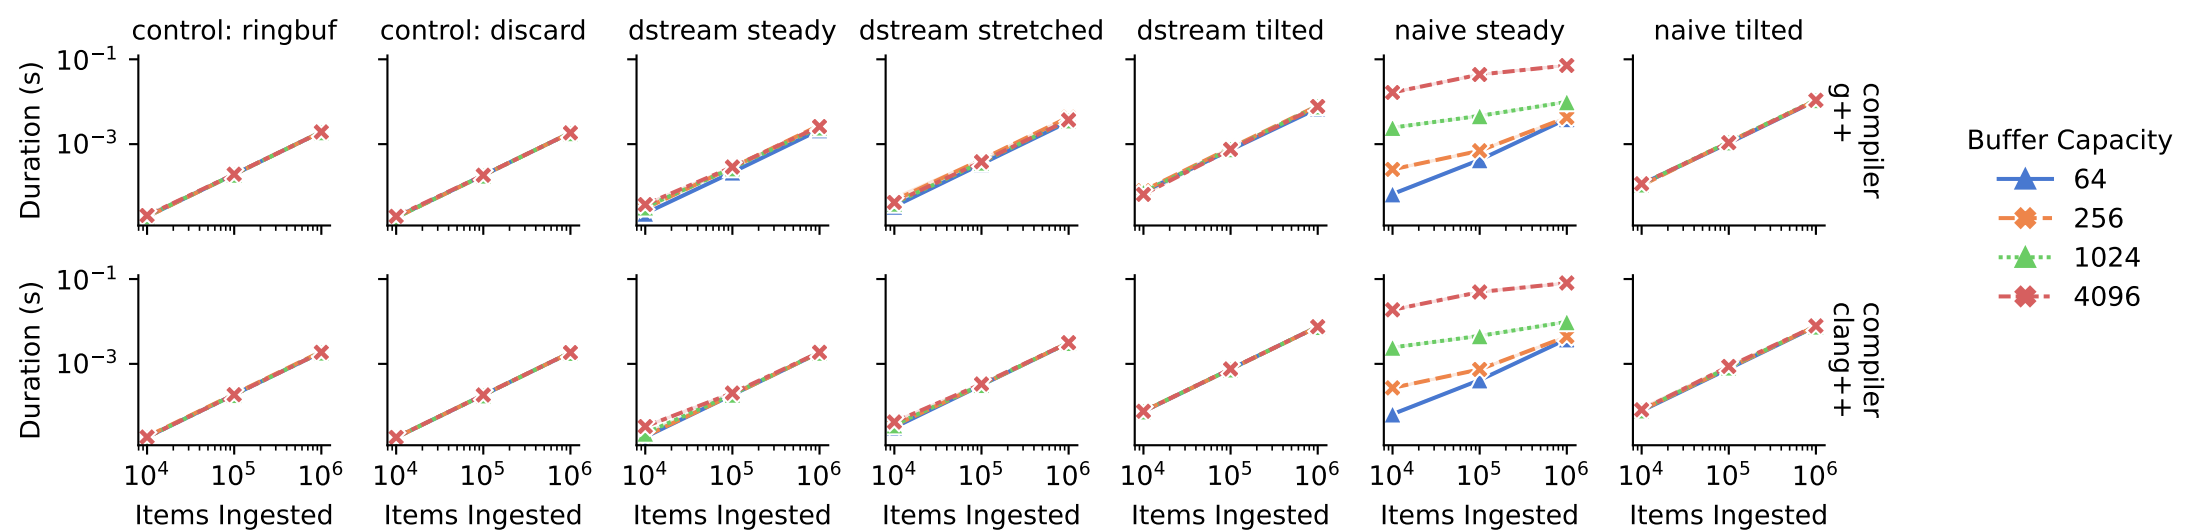 control: ringbuf
control: discard
dstream steady
dstream stretched
dstream tilted
naive steady
naive tilted
Duration (s)
10⁻¹
10⁻³
compiler
g++
Duration (s)
10⁻¹
10⁻³
compiler
clang++
10⁴ 10⁵ 10⁶
10⁴ 10⁵ 10⁶
10⁴ 10⁵ 10⁶
10⁴ 10⁵ 10⁶
10⁴ 10⁵ 10⁶
10⁴ 10⁵ 10⁶
10⁴ 10⁵ 10⁶
Items Ingested
Items Ingested
Items Ingested
Items Ingested
Items Ingested
Items Ingested
Items Ingested
Buffer Capacity
64
256
1024
4096